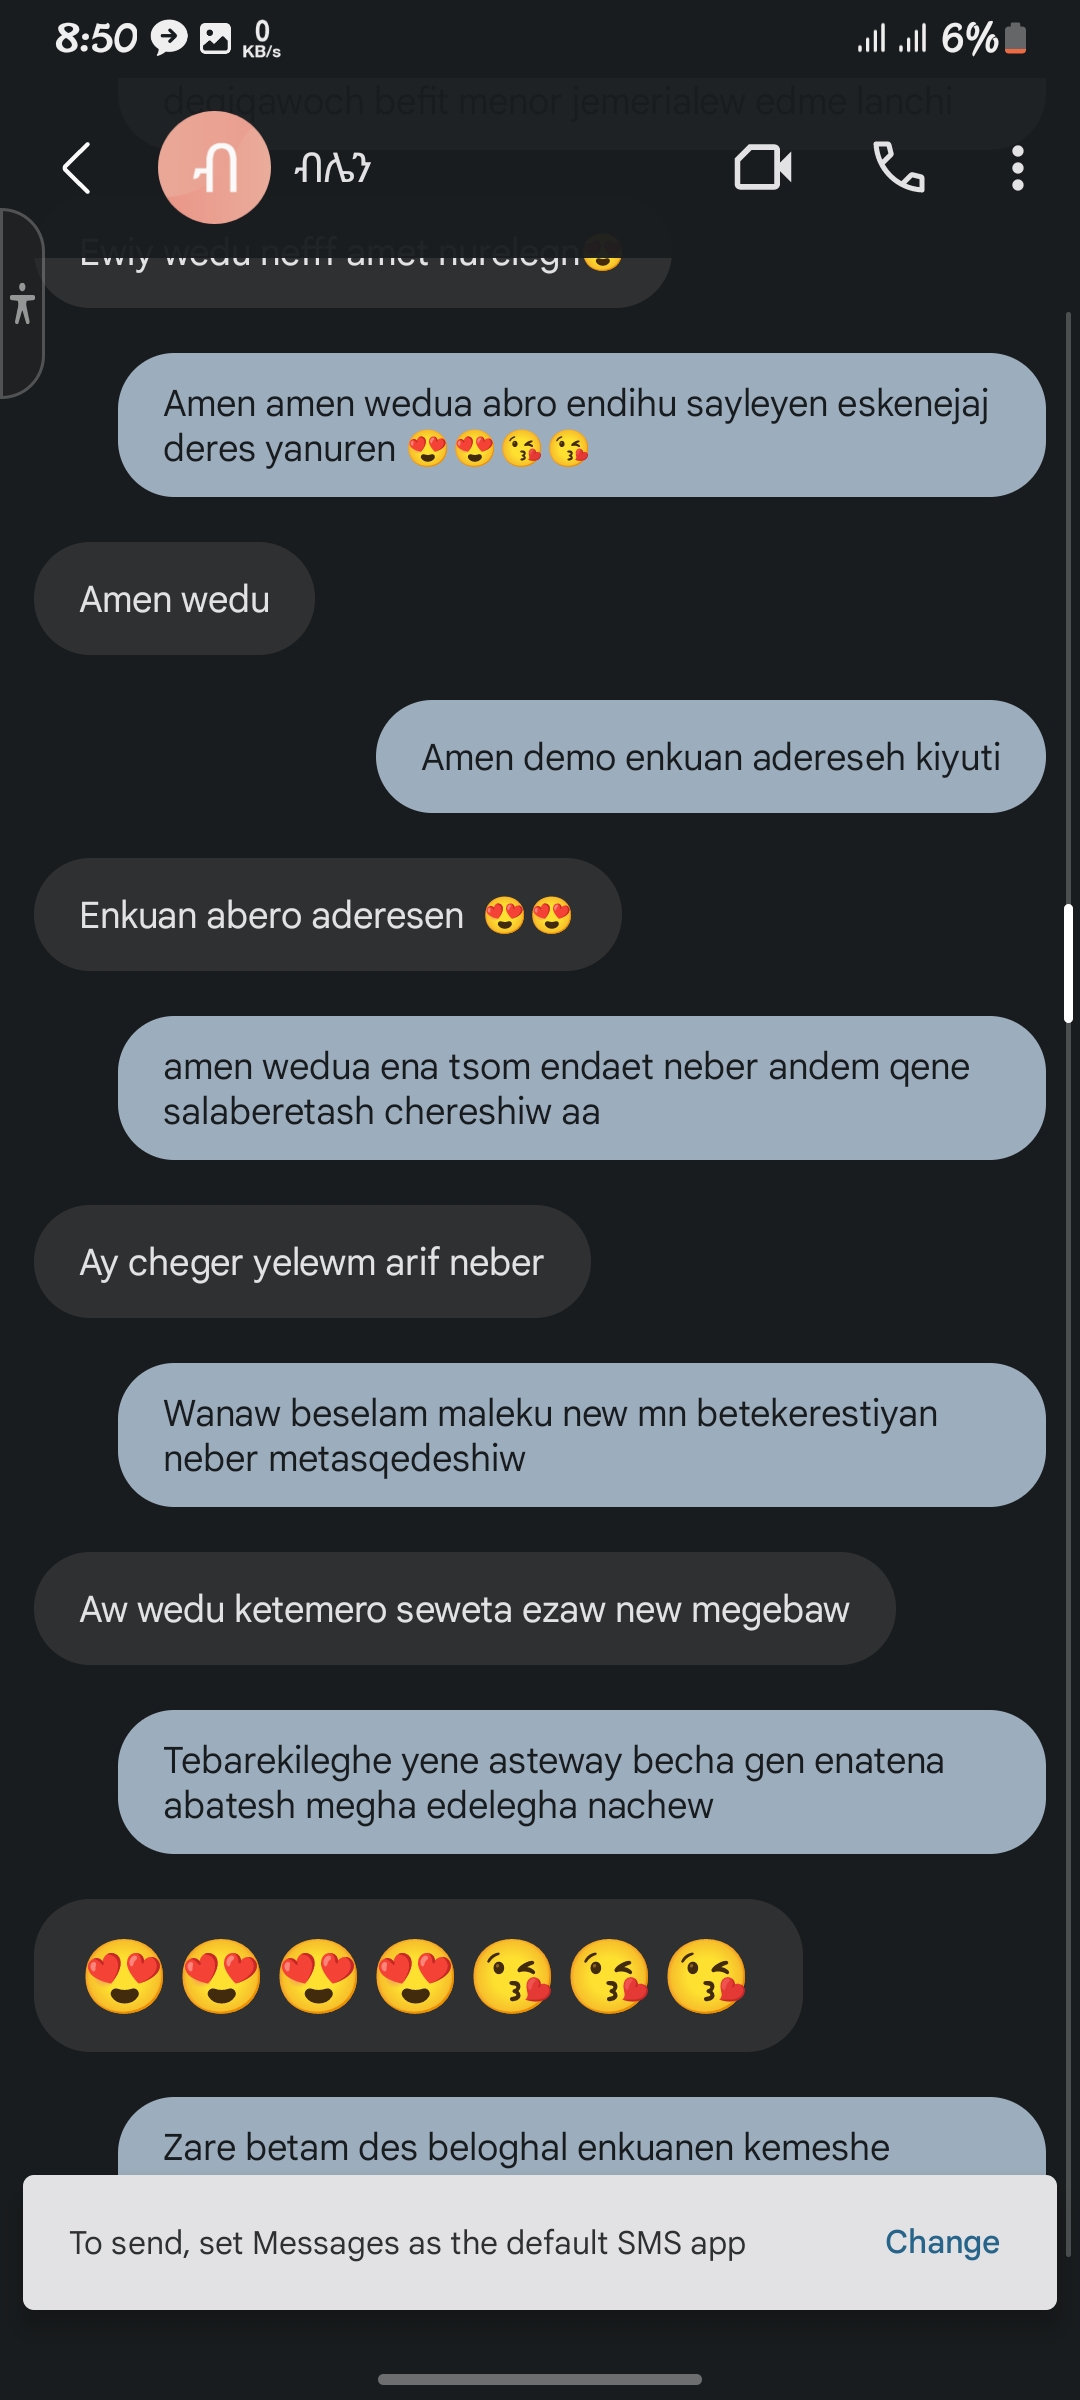 8:50 0 KB/s 6%
degigawoch befit menor jemerialew edme lanchi
ብ ብሌን
Ewiy wedu nefff amet nurelegn😍
Amen amen wedua abro endihu sayleyen eskenejaj
deres yanuren 😍😍😘😘
Amen wedu
Amen demo enkuan adereseh kiyuti
Enkuan abero aderesen 😍😍
amen wedua ena tsom endaet neber andem qene
salaberetash chereshiw aa
Ay cheger yelewm arif neber
Wanaw beselam maleku new mn betekerestiyan
neber metasqedeshiw
Aw wedu ketemero seweta ezaw new megebaw
Tebarekileghe yene asteway becha gen enatena
abatesh megha edelegha nachew
😍😍😍😍😘😘😘
Zare betam des beloghal enkuanen kemeshe
To send, set Messages as the default SMS app Change